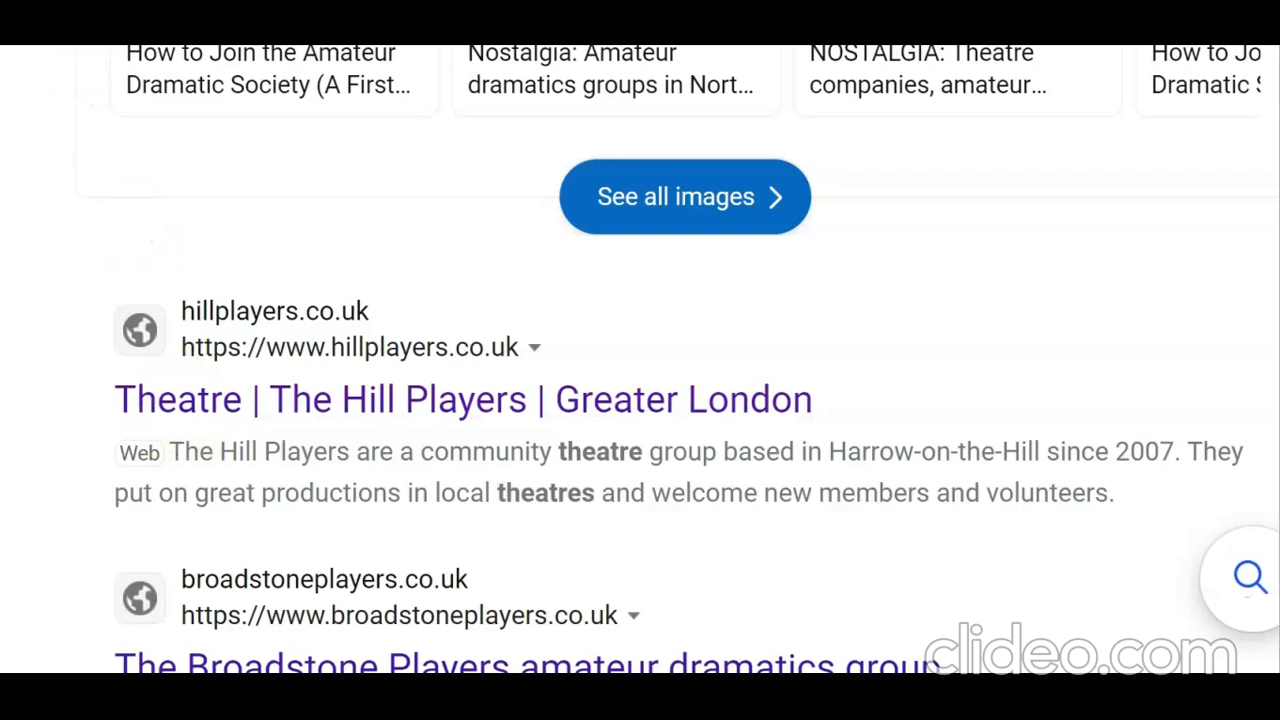 How to Join the Amateur
Dramatic Society (A First...
Nostalgia: Amateur
dramatics groups in Nort...
NOSTALGIA: Theatre
companies, amateur...
How to Jo
Dramatic S
See all images
hillplayers.co.uk
https://www.hillplayers.co.uk
Theatre | The Hill Players | Greater London
Web The Hill Players are a community theatre group based in Harrow-on-the-Hill since 2007. They
put on great productions in local theatres and welcome new members and volunteers.
broadstoneplayers.co.uk
https://www.broadstoneplayers.co.uk
The Broadstone Players amateur dramatics group
clideo.com